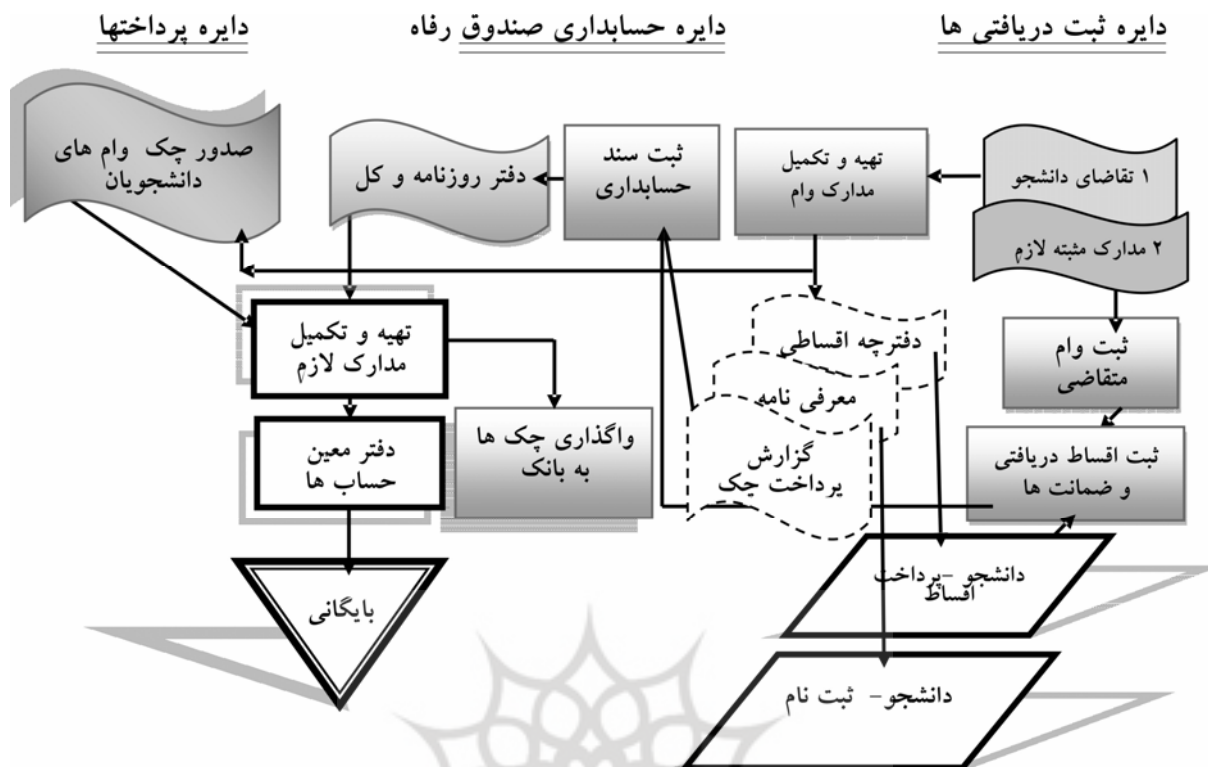 دایره ثبت دریافتی ها
دایره حسابداری صندوق رفاه
دایره پرداختها
۱ تقاضای دانشجو
۲ مدارک مثبته لازم
تهیه و تکمیل
مدارک وام
ثبت سند
حسابداری
دفتر روزنامه و کل
صدور چک وام های
دانشجویان
ثبت وام
متقاضی
ثبت اقساط دریافتی
و ضمانت ها
دفترچه اقساطی
معرفی نامه
گزارش
پرداخت چک
تهیه و تکمیل
مدارک لازم
واگذاری چک ها
به بانک
دفتر معین
حساب ها
بایگانی
دانشجو -پرداخت
اقساط
دانشجو- ثبت نام